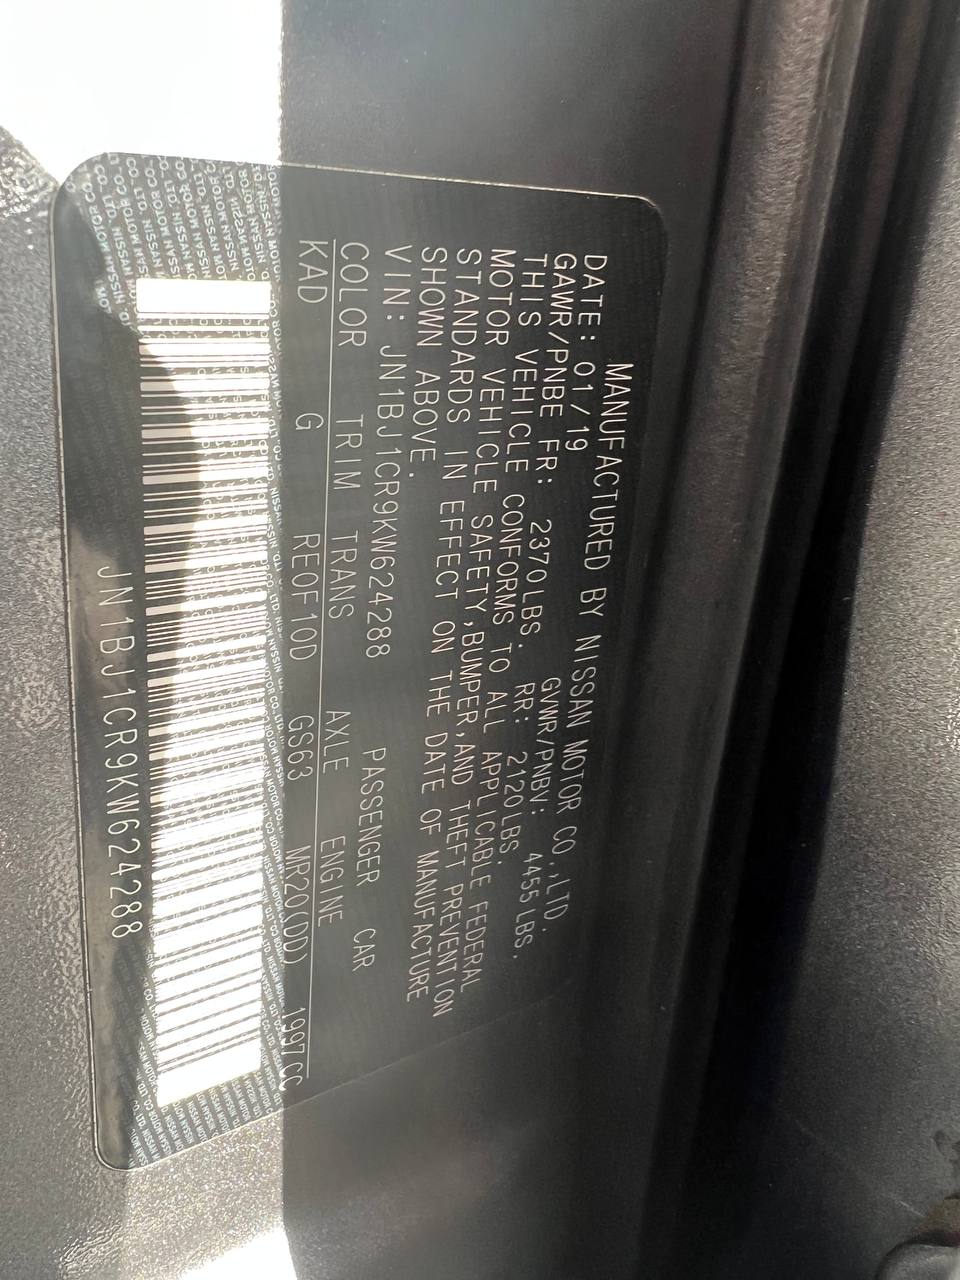 MANUFACTURED BY NISSAN MOTOR CO.,LTD.
DATE: 01/19 GVWR/PNBV: 4455 LBS.
GAWR/PNBE FR: 2370 LBS. RR: 2120 LBS.
THIS VEHICLE CONFORMS TO ALL APPLICABLE FEDERAL
MOTOR VEHICLE SAFETY,BUMPER,AND THEFT PREVENTION
STANDARDS IN EFFECT ON THE DATE OF MANUFACTURE
SHOWN ABOVE.
VIN: JN1BJ1CR9KW624288 PASSENGER CAR
COLOR TRIM TRANS AXLE ENGINE
KAD G RE0F10D GS63 MR20(DD) 1997CC
JN1BJ1CR9KW624288